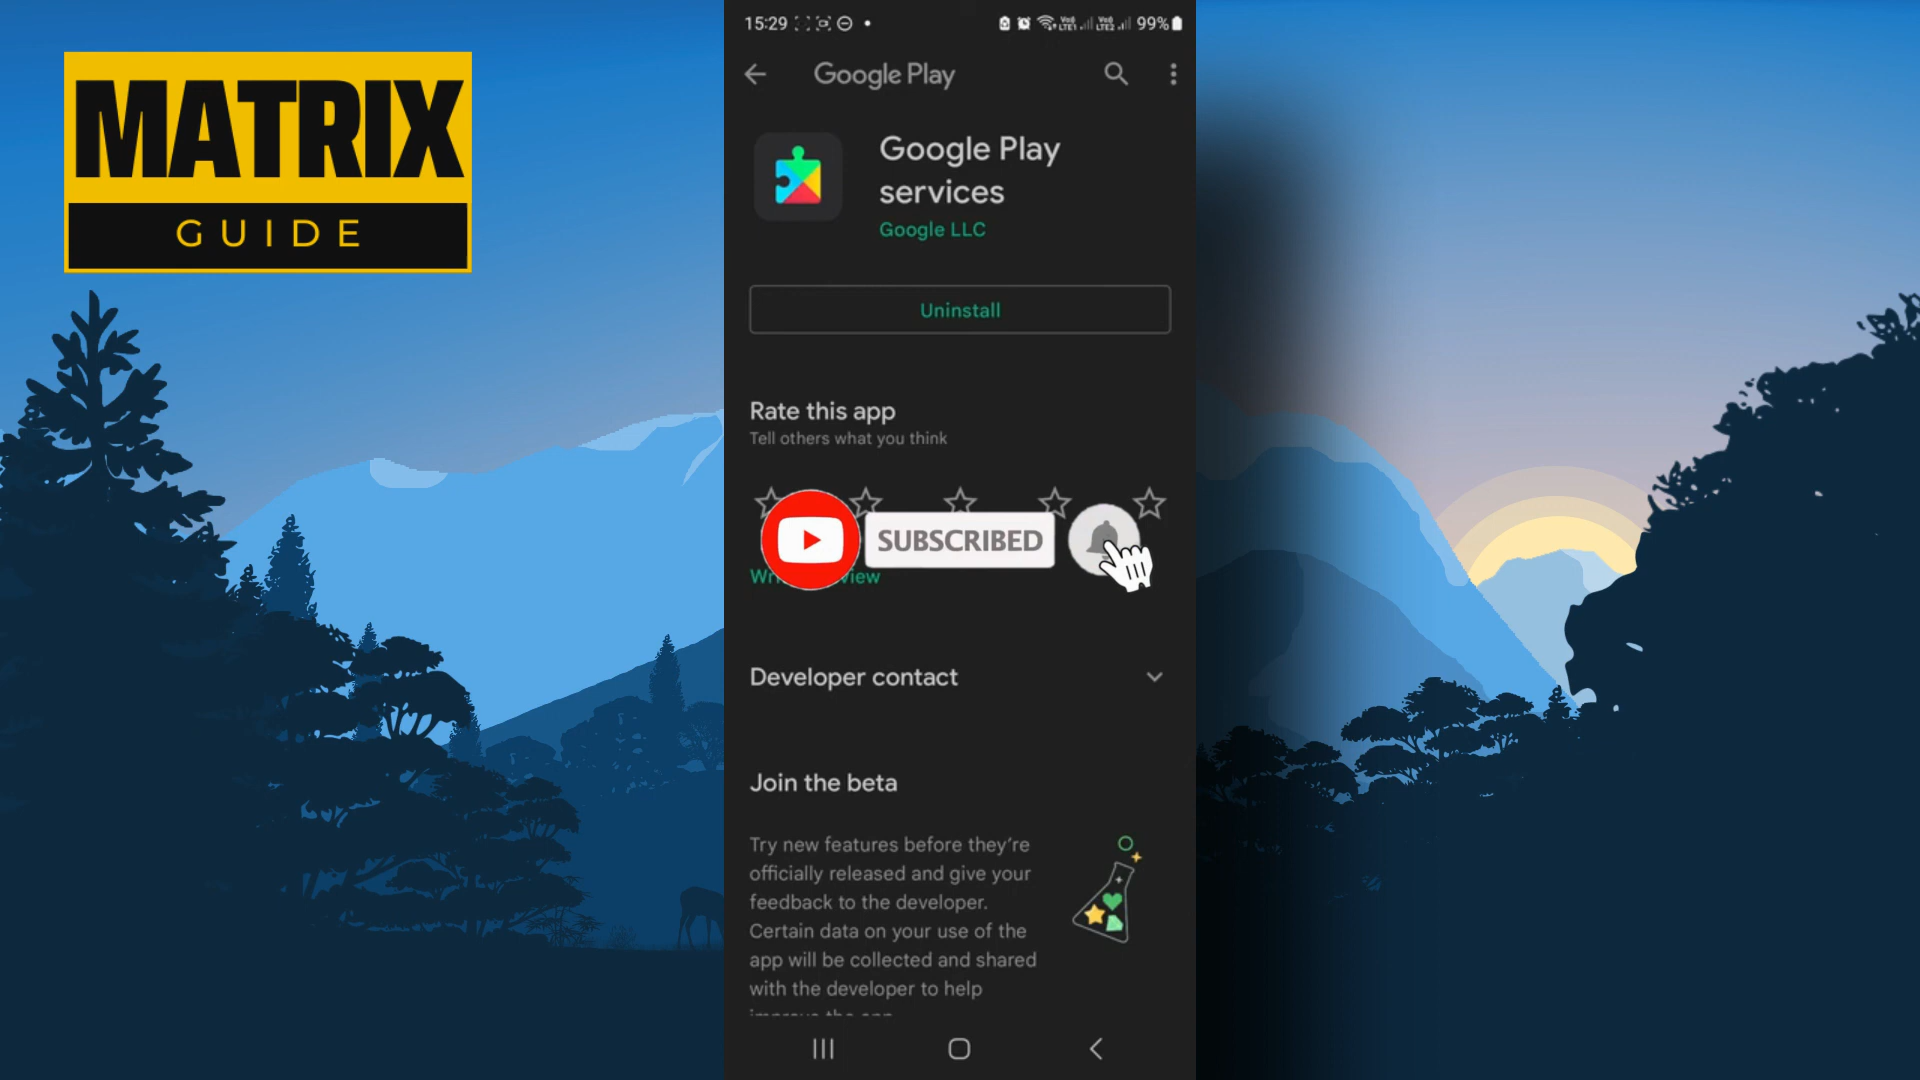 MATRIX
GUIDE
15:29
99%
Google Play
Google Play
services
Google LLC
Uninstall
Rate this app
Tell others what you think
SUBSCRIBED
Developer contact
Join the beta
Try new features before they're
officially released and give your
feedback to the developer.
Certain data on your use of the
app will be collected and shared
with the developer to help
improve the app.